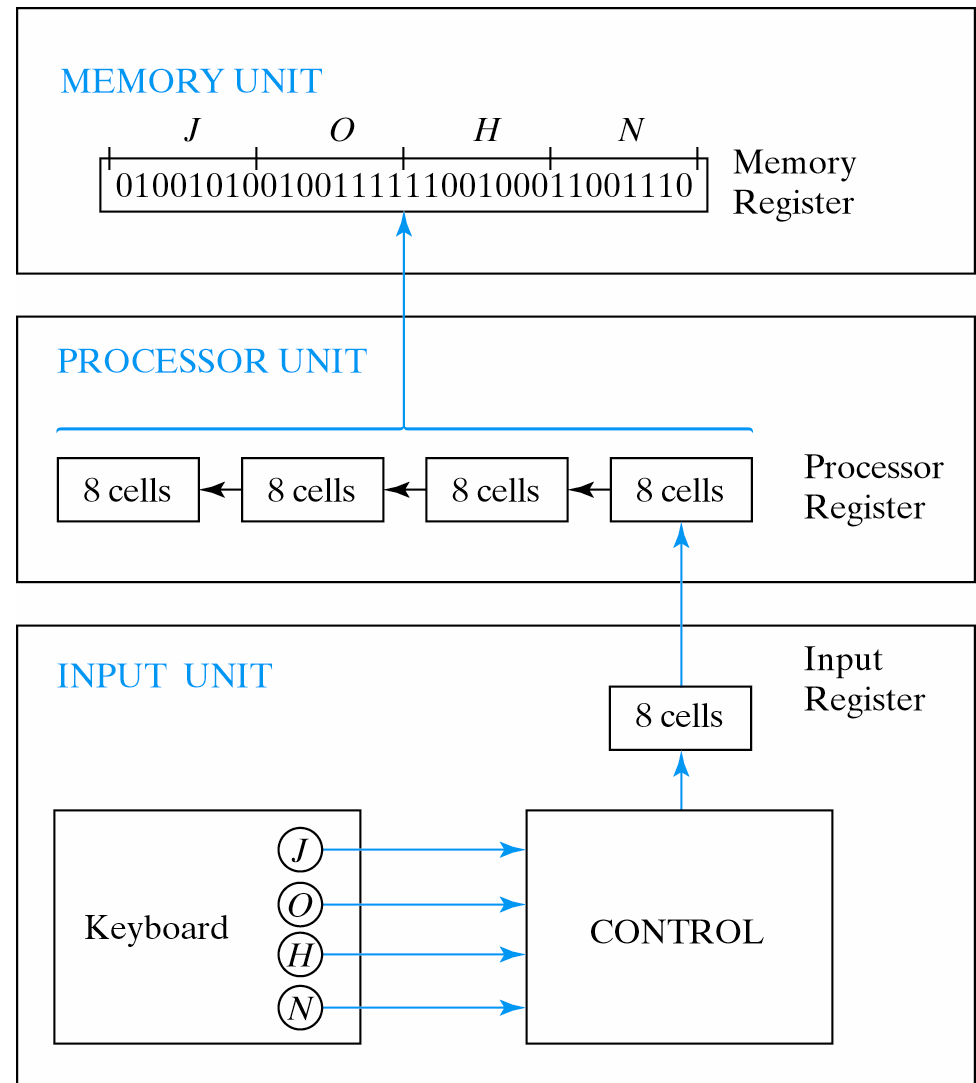 MEMORY UNIT
J O H N
01001010010011111100100011001110
Memory
Register
PROCESSOR UNIT
8 cells 8 cells 8 cells 8 cells
Processor
Register
INPUT UNIT
Input
Register
8 cells
J
O
Keyboard
H
N
CONTROL